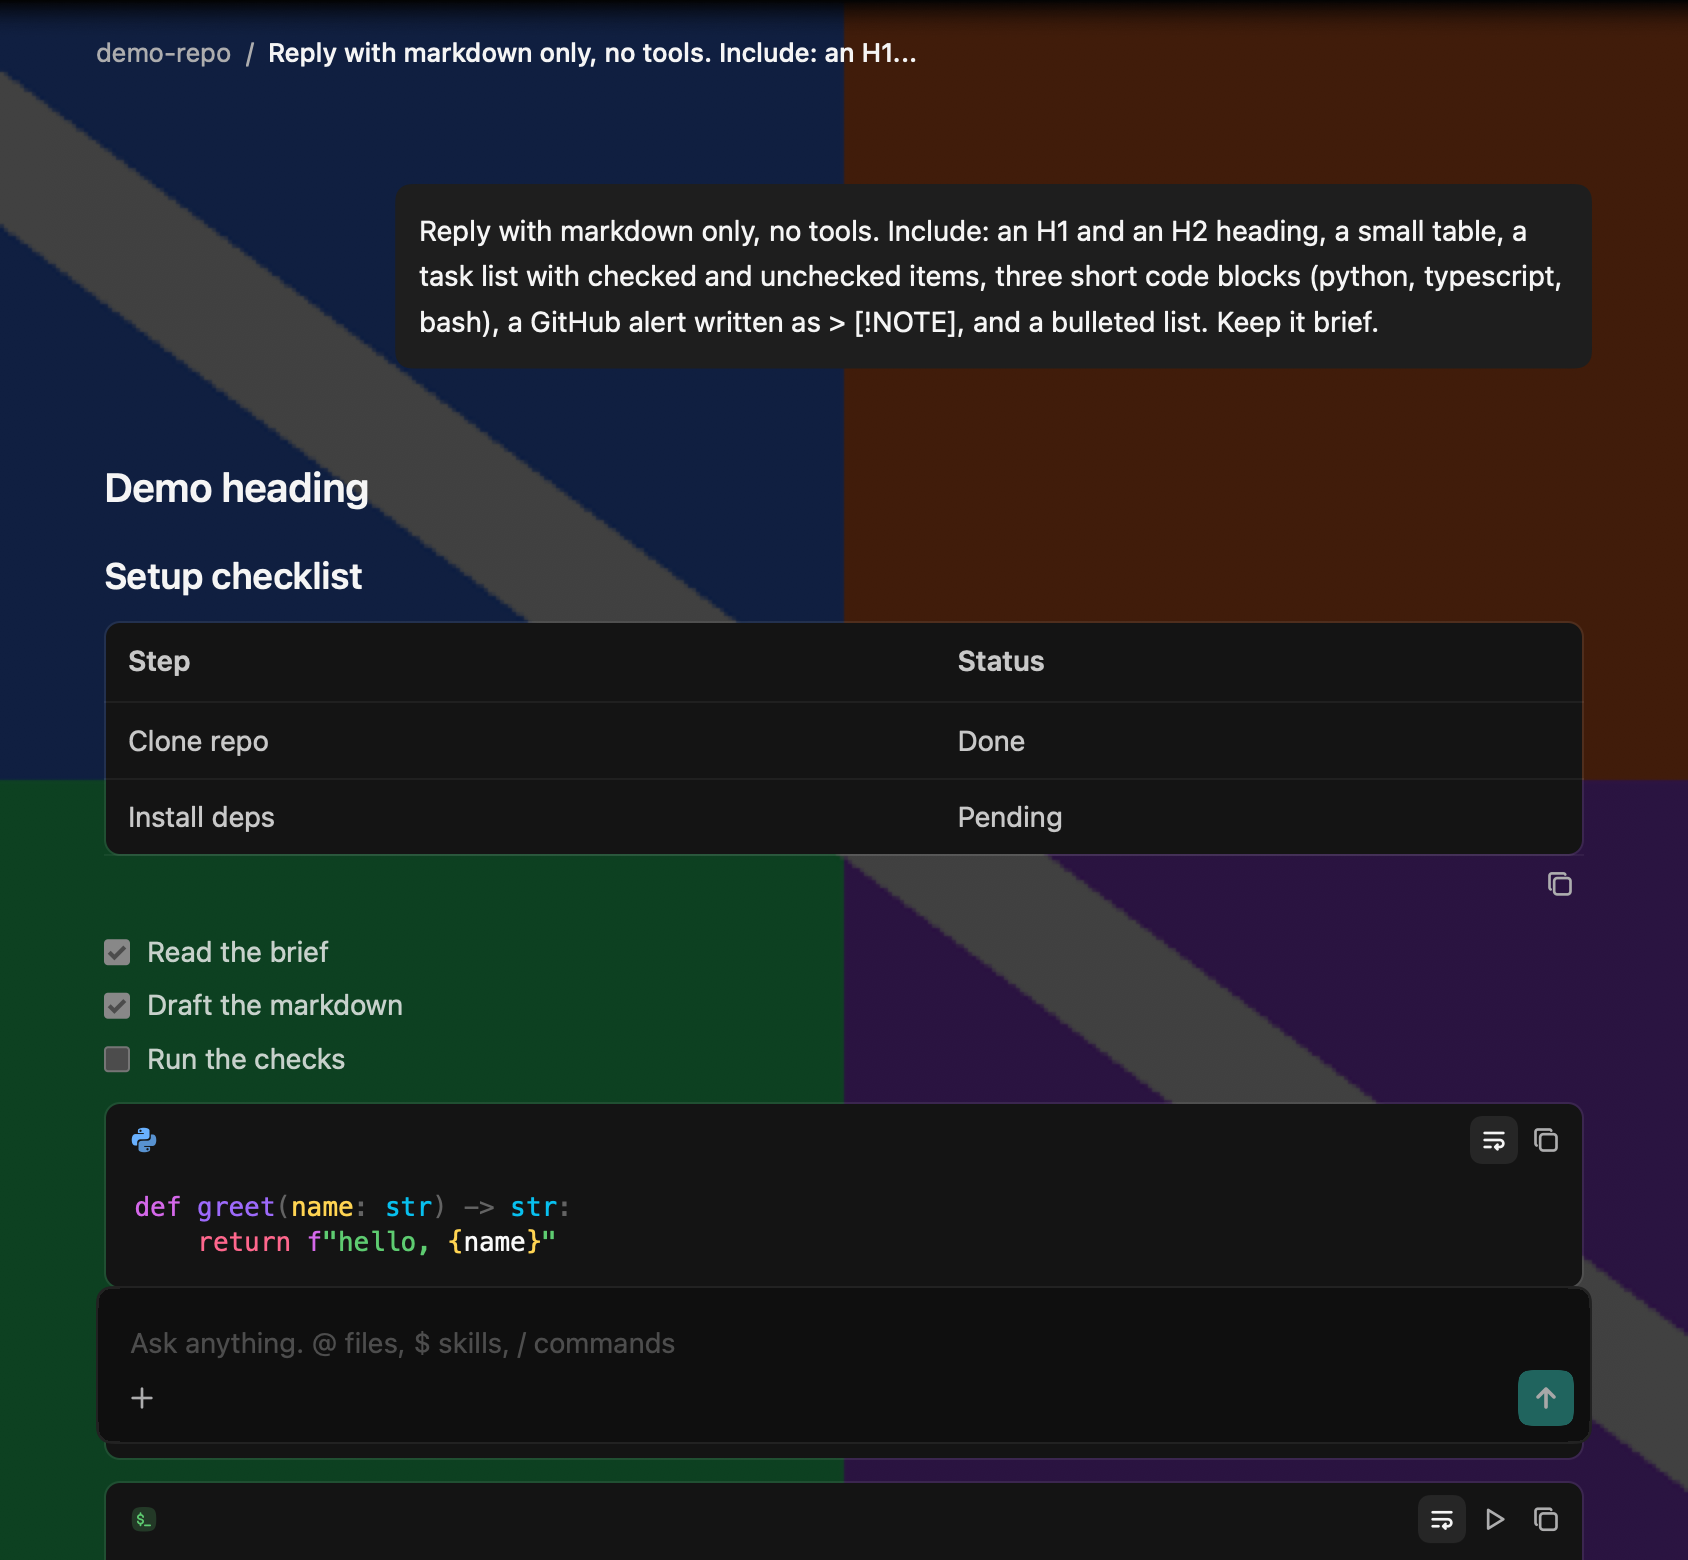 demo-repo / Reply with markdown only, no tools. Include: an H1...
Reply with markdown only, no tools. Include: an H1 and an H2 heading, a small table, a
task list with checked and unchecked items, three short code blocks (python, typescript,
bash), a GitHub alert written as > [!NOTE], and a bulleted list. Keep it brief.
Demo heading
Setup checklist
Step Status
Clone repo Done
Install deps Pending
Read the brief
Draft the markdown
Run the checks
def greet(name: str) -> str:
    return f"hello, {name}"
Ask anything. @ files, $ skills, / commands
$_